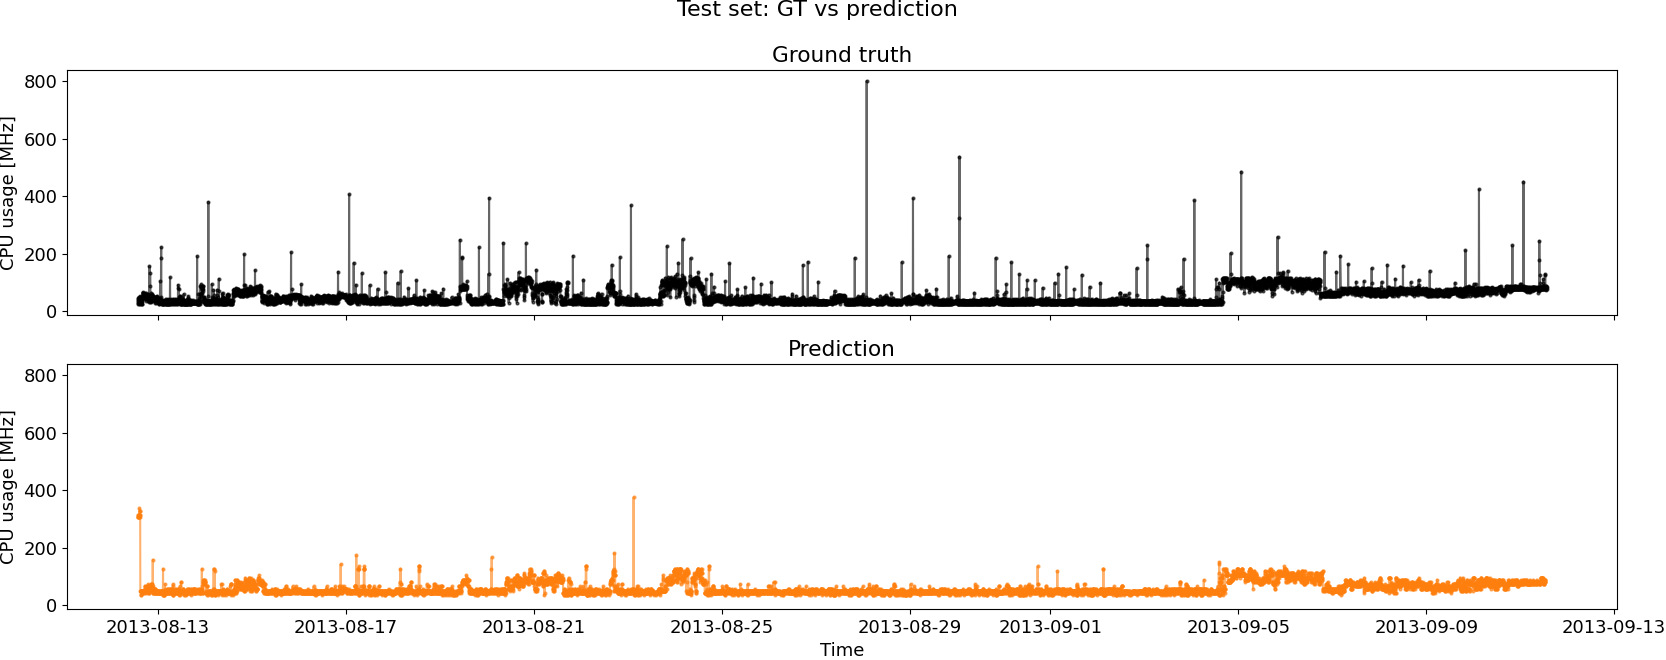 Test set: GT vs prediction
Ground truth
CPU usage [MHz]
800
600
400
200
0
Prediction
CPU usage [MHz]
800
600
400
200
0
2013-08-13 2013-08-17 2013-08-21 2013-08-25 2013-08-29 2013-09-01 2013-09-05 2013-09-09 2013-09-13
Time